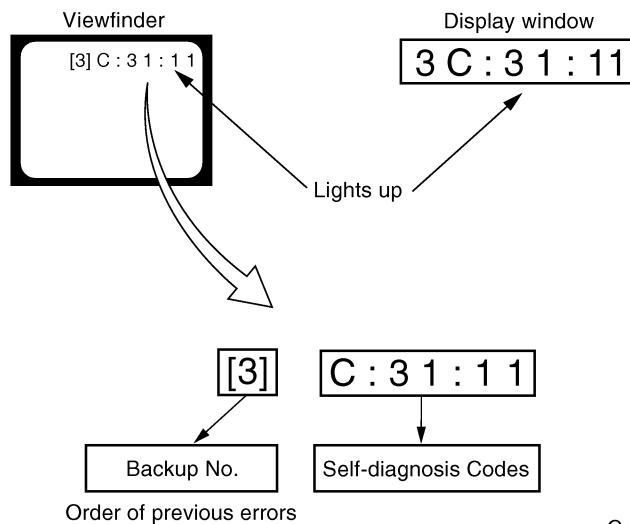 Viewfinder
Display window
[3] C : 3 1 : 1 1
3 C : 3 1 : 11
Lights up
[3]
C : 3 1 : 1 1
Backup No.
Self-diagnosis Codes
Order of previous errors